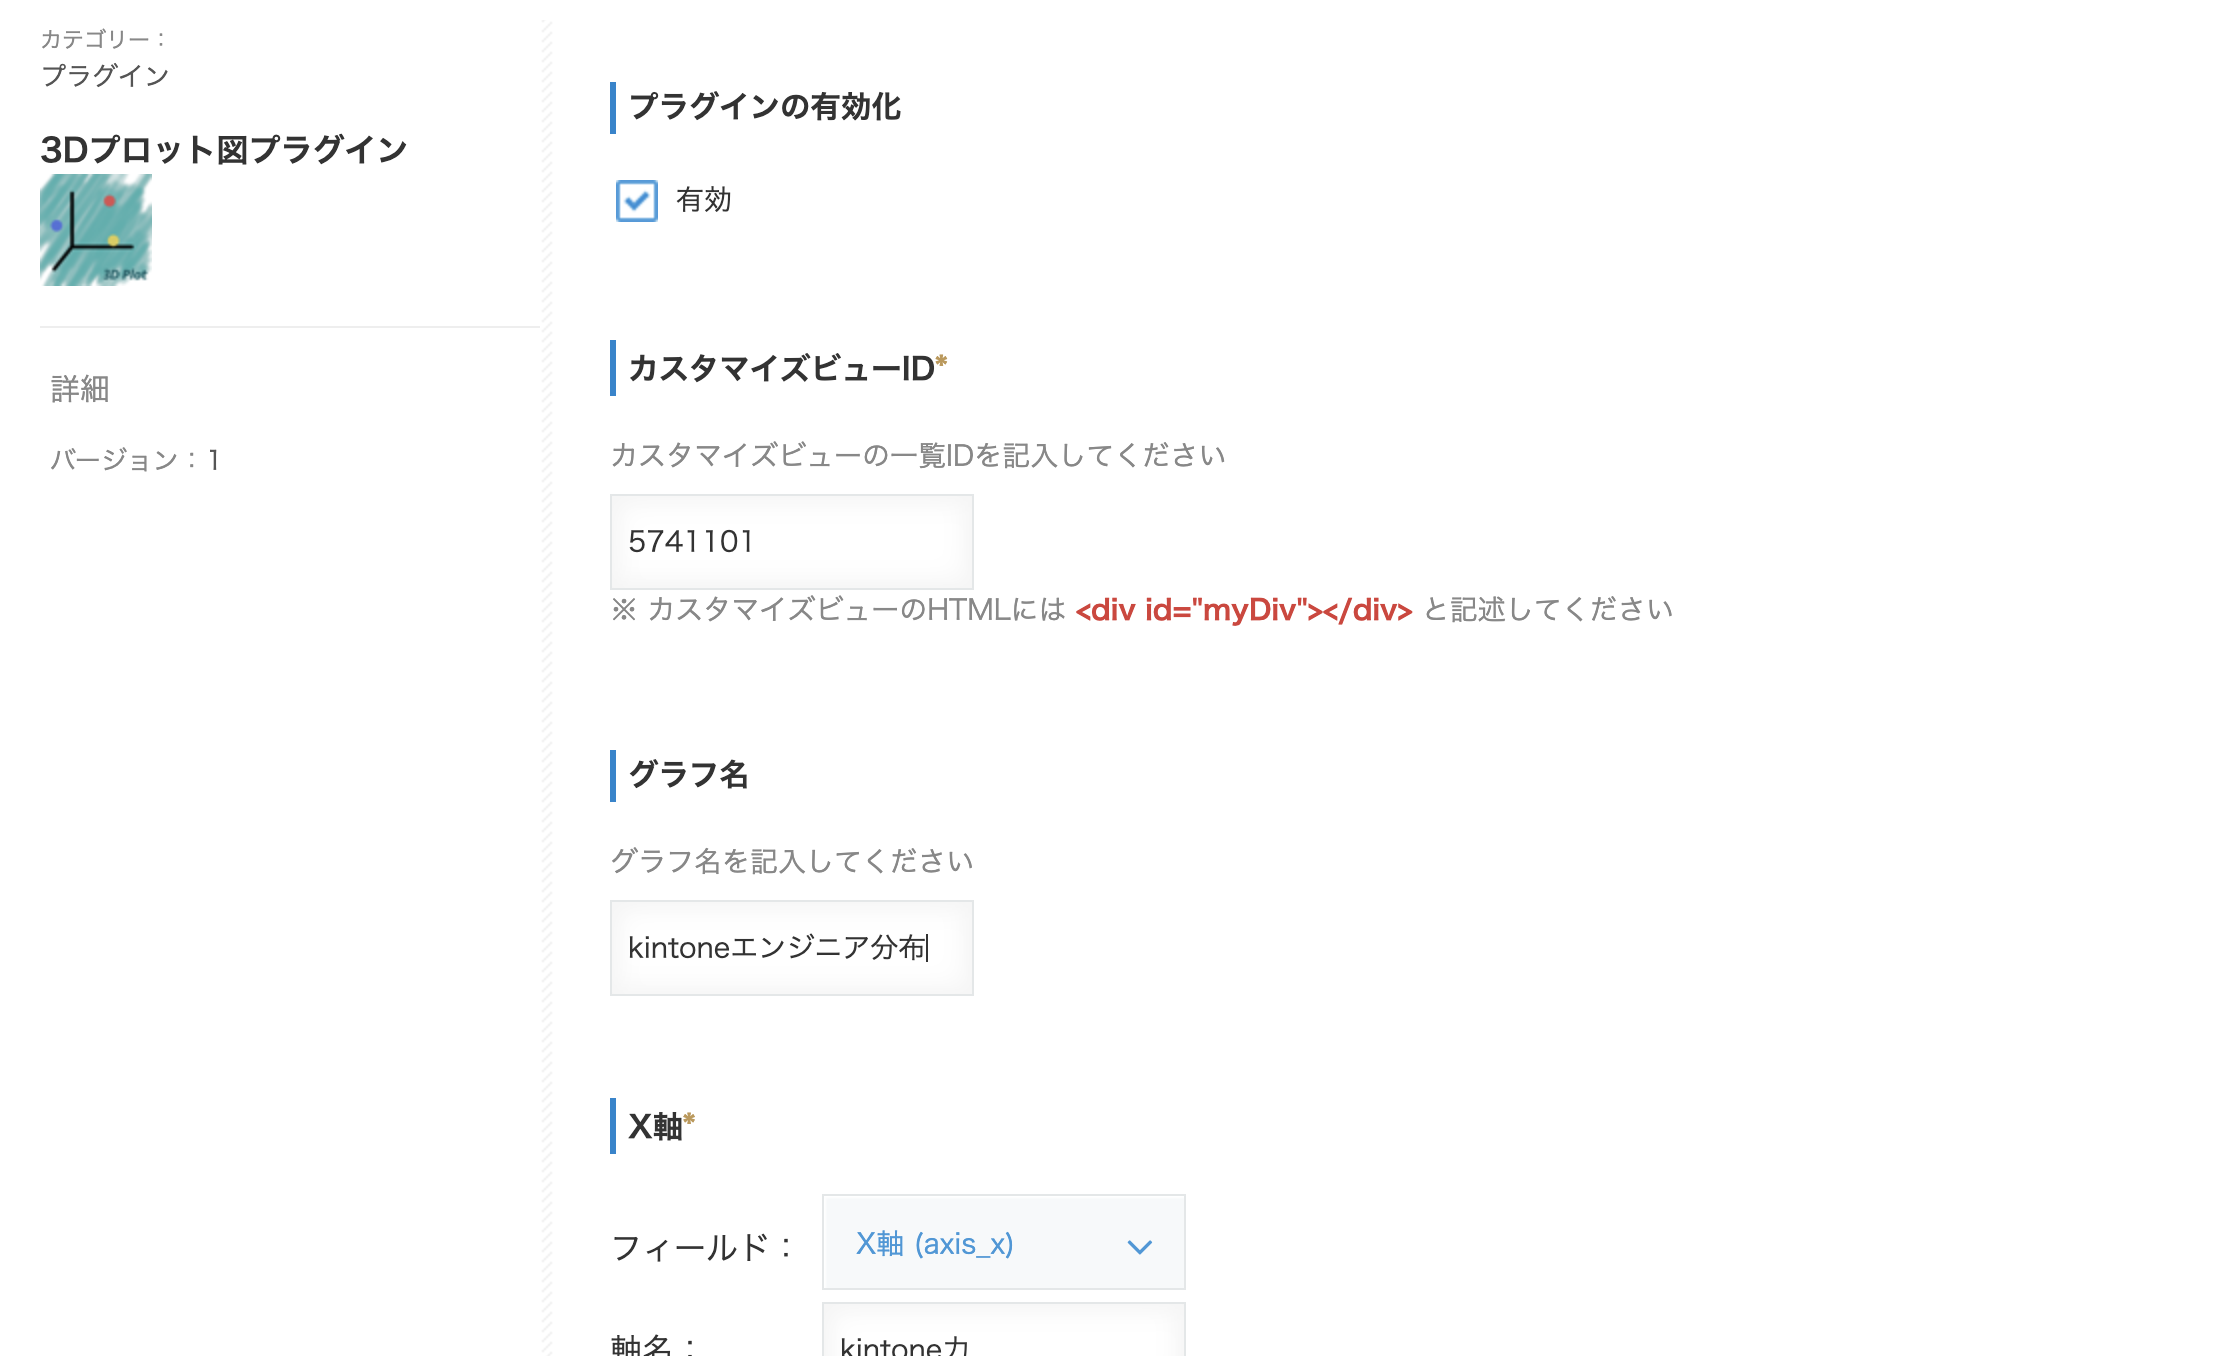 カテゴリー：
プラグイン
3Dプロット図プラグイン
3D Plot
詳細
バージョン：1
プラグインの有効化
有効
カスタマイズビューID*
カスタマイズビューの一覧IDを記入してください
5741101
※ カスタマイズビューのHTMLには <div id="myDiv"></div> と記述してください
グラフ名
グラフ名を記入してください
kintoneエンジニア分布
X軸*
フィールド： X軸 (axis_x)
軸名： kintone力